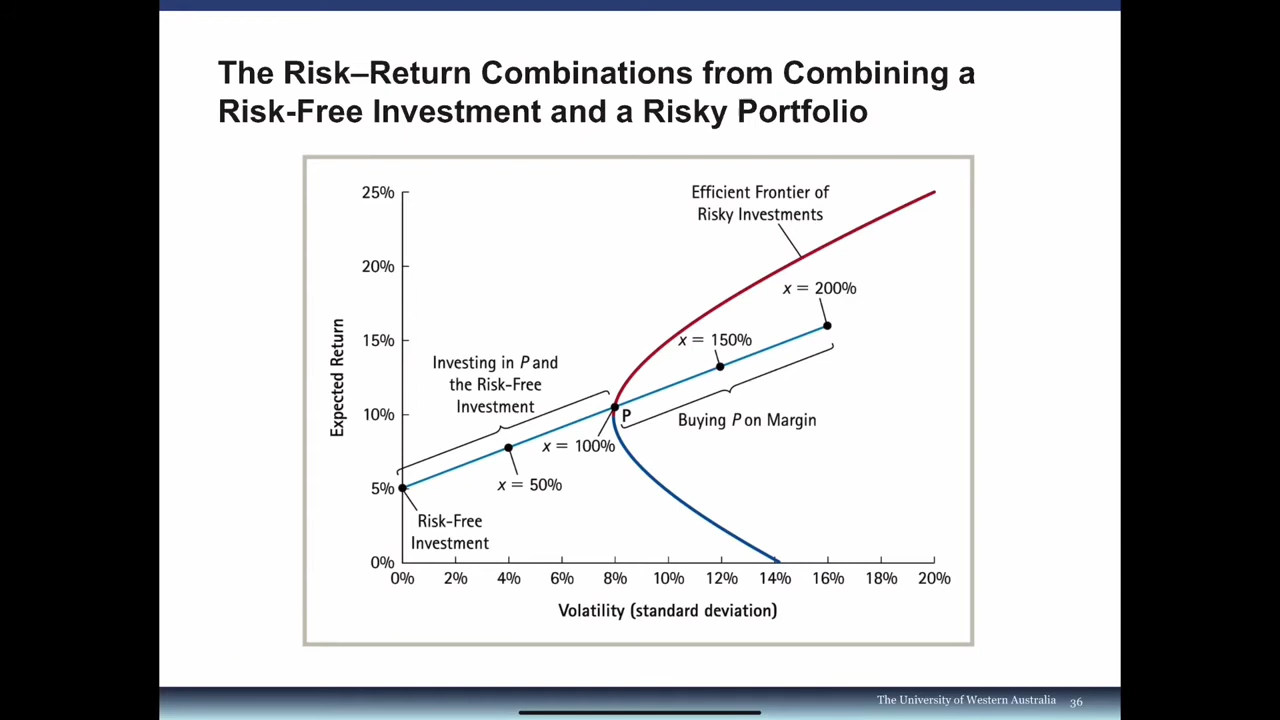 The Risk–Return Combinations from Combining a
Risk-Free Investment and a Risky Portfolio
25%
20%
15%
10%
5%
0%
Expected Return
Efficient Frontier of
Risky Investments
x = 200%
x = 150%
Investing in P and
the Risk-Free
Investment
P
Buying P on Margin
x = 100%
x = 50%
Risk-Free
Investment
0% 2% 4% 6% 8% 10% 12% 14% 16% 18% 20%
Volatility (standard deviation)
The University of Western Australia 36